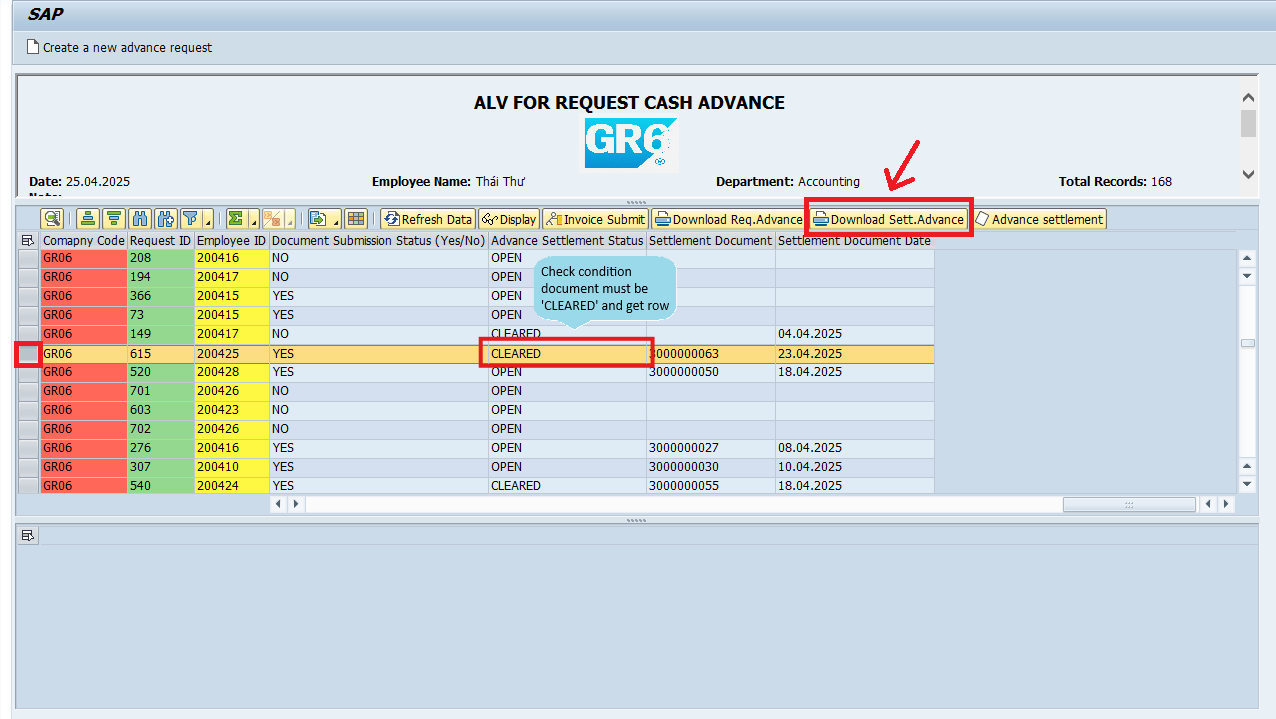 SAP
Create a new advance request
ALV FOR REQUEST CASH ADVANCE
GR6
Date: 25.04.2025 Employee Name: Thái Thư Department: Accounting Total Records: 168
Refresh Data Display Invoice Submit Download Req.Advance Download Sett.Advance Advance settlement
Comapny Code Request ID Employee ID Document Submission Status (Yes/No) Advance Settlement Status Settlement Document Settlement Document Date
GR06 208 200416 NO OPEN
GR06 194 200417 NO OPEN
GR06 366 200415 YES OPEN
GR06 73 200415 YES OPEN
GR06 149 200417 NO CLEARED 04.04.2025
Check condition
document must be
'CLEARED' and get row
GR06 615 200425 YES CLEARED 3000000063 23.04.2025
GR06 520 200428 YES OPEN 3000000050 18.04.2025
GR06 701 200426 NO OPEN
GR06 603 200423 NO OPEN
GR06 702 200426 NO OPEN
GR06 276 200416 YES OPEN 3000000027 08.04.2025
GR06 307 200410 YES OPEN 3000000030 10.04.2025
GR06 540 200424 YES CLEARED 3000000055 18.04.2025